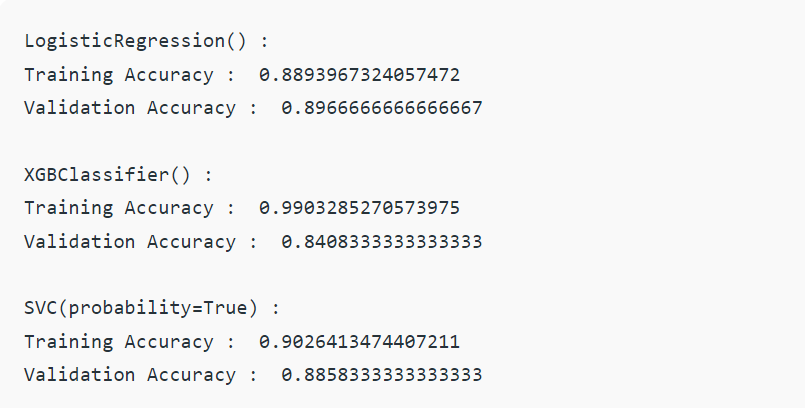 LogisticRegression() :
Training Accuracy :  0.8893967324057472
Validation Accuracy :  0.8966666666666667
XGBClassifier() :
Training Accuracy :  0.9903285270573975
Validation Accuracy :  0.8408333333333333
SVC(probability=True) :
Training Accuracy :  0.9026413474407211
Validation Accuracy :  0.8858333333333333